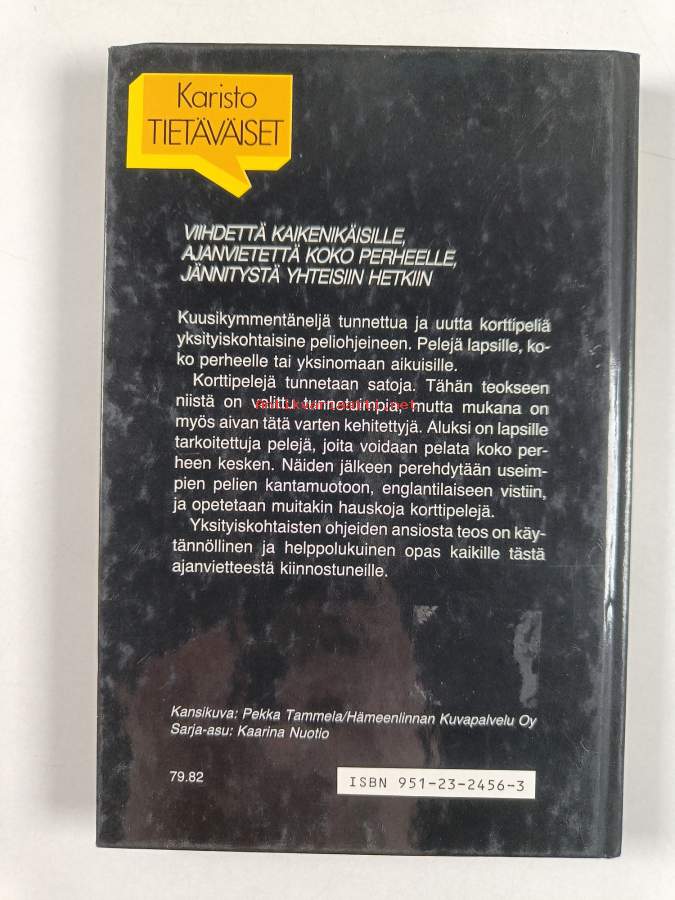 Karisto
TIETÄVÄISET
VIIHDETTÄ KAIKENIKÄISILLE,
AJANVIETETTÄ KOKO PERHEELLE,
JÄNNITYSTÄ YHTEISIIN HETKIIN
Kuusikymmentäneljä tunnettua ja uutta korttipeliä
yksityiskohtaisine peliohjeineen. Pelejä lapsille, ko-
ko perheelle tai yksinomaan aikuisille.
Korttipelejä tunnetaan satoja. Tähän teokseen
niistä on valittu tunnetuimpia, mutta mukana on
myös aivan tätä varten kehitettyjä. Aluksi on lapsille
tarkoitettuja pelejä, joita voidaan pelata koko per-
heen kesken. Näiden jälkeen perehdytään useim-
pien pelien kantamuotoon, englantilaiseen vistiin,
ja opetetaan muitakin hauskoja korttipelejä.
Yksityiskohtaisten ohjeiden ansiosta teos on käy-
tännöllinen ja helppolukuinen opas kaikille tästä
ajanvietteestä kiinnostuneille.
Kansikuva: Pekka Tammela/Hämeenlinnan Kuvapalvelu Oy
Sarja-asu: Kaarina Nuotio
79.82
ISBN 951-23-2456-3